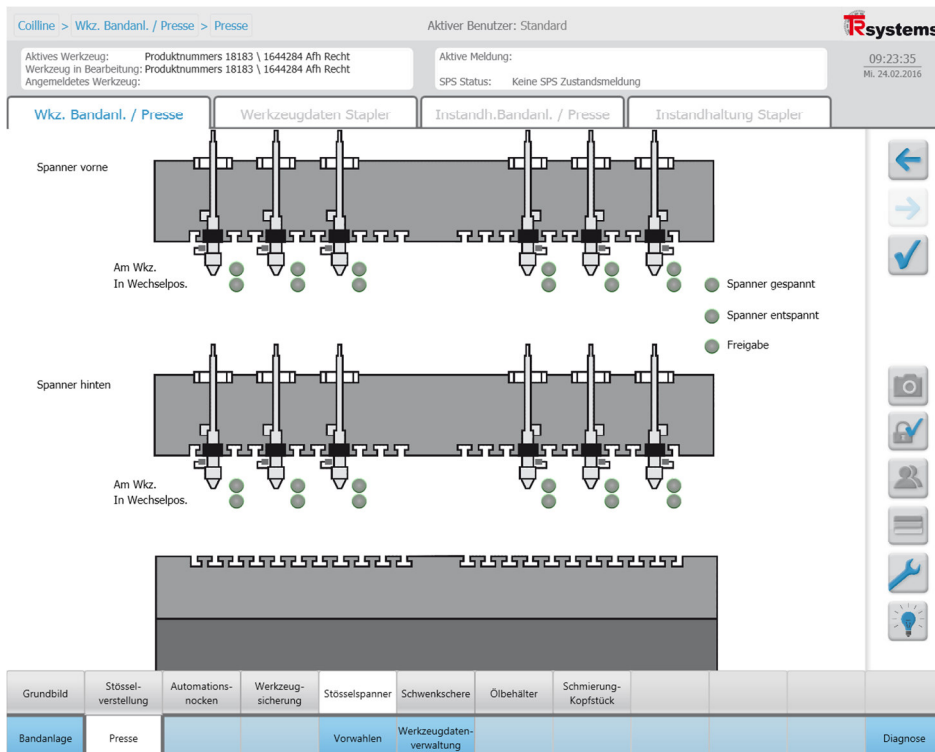 Coilline > Wkz. Bandanl. / Presse > Presse
Aktiver Benutzer: Standard
TRsystems
Aktives Werkzeug: Produktnummers 18183 \ 1644284 Afh Recht
Werkzeug in Bearbeitung: Produktnummers 18183 \ 1644284 Afh Recht
Angemeldetes Werkzeug:
Aktive Meldung:
SPS Status: Keine SPS Zustandsmeldung
09:23:35
Mi. 24.02.2016
Wkz. Bandanl. / Presse
Werkzeugdaten Stapler
Instandh.Bandanl. / Presse
Instandhaltung Stapler
Spanner vorne
Am Wkz.
In Wechselpos.
Spanner gespannt
Spanner entspannt
Freigabe
Spanner hinten
Am Wkz.
In Wechselpos.
Grundbild
Stössel-
verstellung
Automations-
nocken
Werkzeug-
sicherung
Stösselspanner
Schwenkschere
Ölbehälter
Schmierung-
Kopfstück
Bandanlage
Presse
Vorwahlen
Werkzeugdaten-
verwaltung
Diagnose